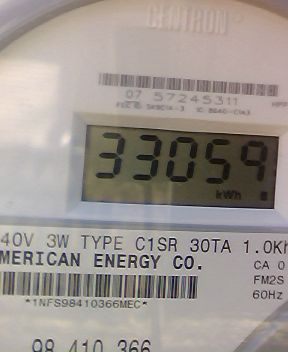 CENTRON
07 57245311
33059
kWh
40V 3W TYPE C1SR 30TA 1.0Kh
MERICAN ENERGY CO.
CA 0
FM2S
60Hz
*1NFS98410366MEC*
98 410 366